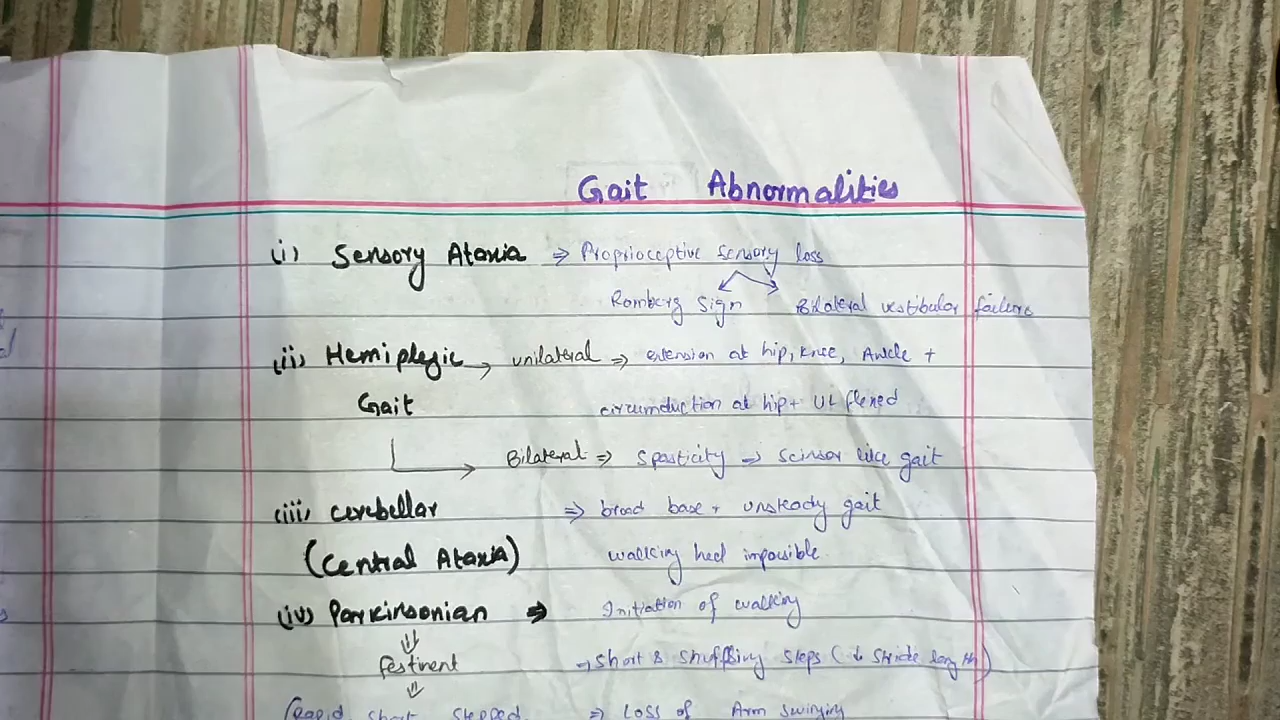 Gait Abnormalities
(i) Sensory Ataxia ⇒ Proprioceptive sensory loss
Romberg sign Bilateral vestibular failure
(ii) Hemiplegic → unilateral ⇒ extension at hip, knee, Ankle +
Gait circumduction at hip + UL flexed
Bilateral ⇒ Spasticity ⇒ Scissor like gait
(iii) cerebellar ⇒ broad base + unsteady gait
(Central Ataxia) walking heel impossible
(iv) Parkinsonian ⇒ Initiation of walking
⇓
festinent → Short & Shuffling steps (↓ Stride length)
⇓
(Rapid short stepped ⇒ Loss of Arm swinging